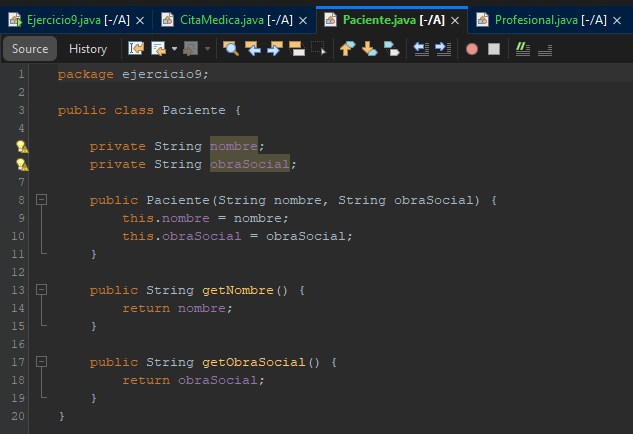 Ejercicio9.java [-/A] CitaMedica.java [-/A] Paciente.java [-/A] Profesional.java [-/A]
Source History
1 package ejercicio9;
2
3 public class Paciente {
4
private String nombre;
private String obraSocial;
7
8 public Paciente(String nombre, String obraSocial) {
9 this.nombre = nombre;
10 this.obraSocial = obraSocial;
11 }
12
13 public String getNombre() {
14 return nombre;
15 }
16
17 public String getObraSocial() {
18 return obraSocial;
19 }
20 }